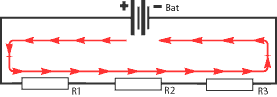 + − Bat
R1 R2 R3